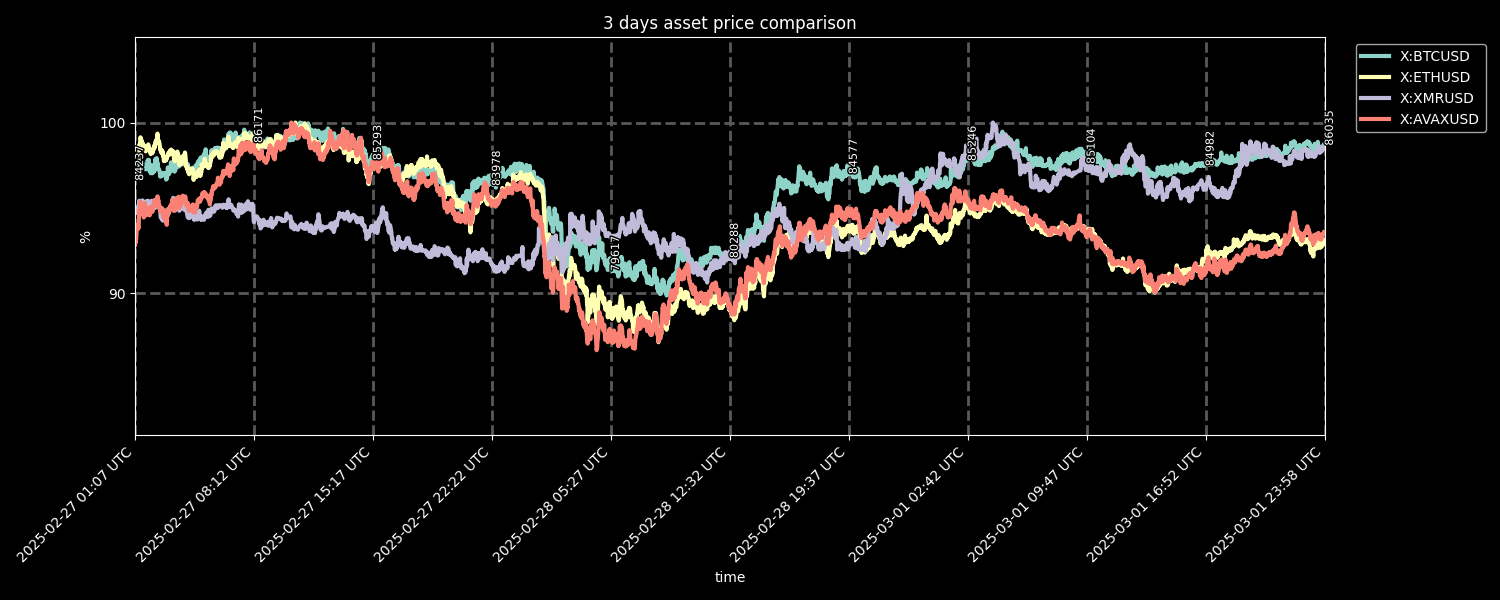 3 days asset price comparison
X:BTCUSD
X:ETHUSD
X:XMRUSD
X:AVAXUSD
100
90
%
84237
86171
85293
83978
79617
80288
84577
85246
85104
84982
86035
2025-02-27 01:07 UTC
2025-02-27 08:12 UTC
2025-02-27 15:17 UTC
2025-02-27 22:22 UTC
2025-02-28 05:27 UTC
2025-02-28 12:32 UTC
2025-02-28 19:37 UTC
2025-03-01 02:42 UTC
2025-03-01 09:47 UTC
2025-03-01 16:52 UTC
2025-03-01 23:58 UTC
time